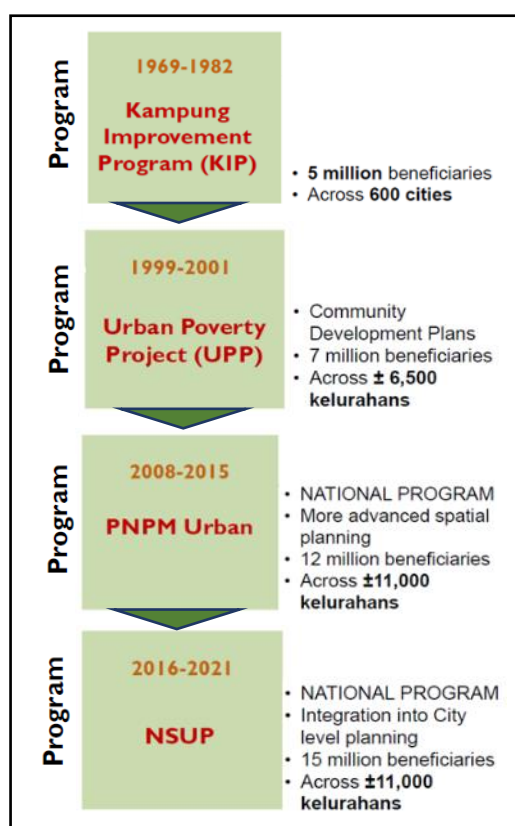 Program
1969-1982
Kampung
Improvement
Program (KIP)
• 5 million beneficiaries
• Across 600 cities
Program
1999-2001
Urban Poverty
Project (UPP)
• Community
Development Plans
• 7 million beneficiaries
• Across ± 6,500
kelurahans
Program
2008-2015
PNPM Urban
• NATIONAL PROGRAM
• More advanced spatial
planning
• 12 million beneficiaries
• Across ±11,000
kelurahans
Program
2016-2021
NSUP
• NATIONAL PROGRAM
• Integration into City
level planning
• 15 million beneficiaries
• Across ±11,000
kelurahans